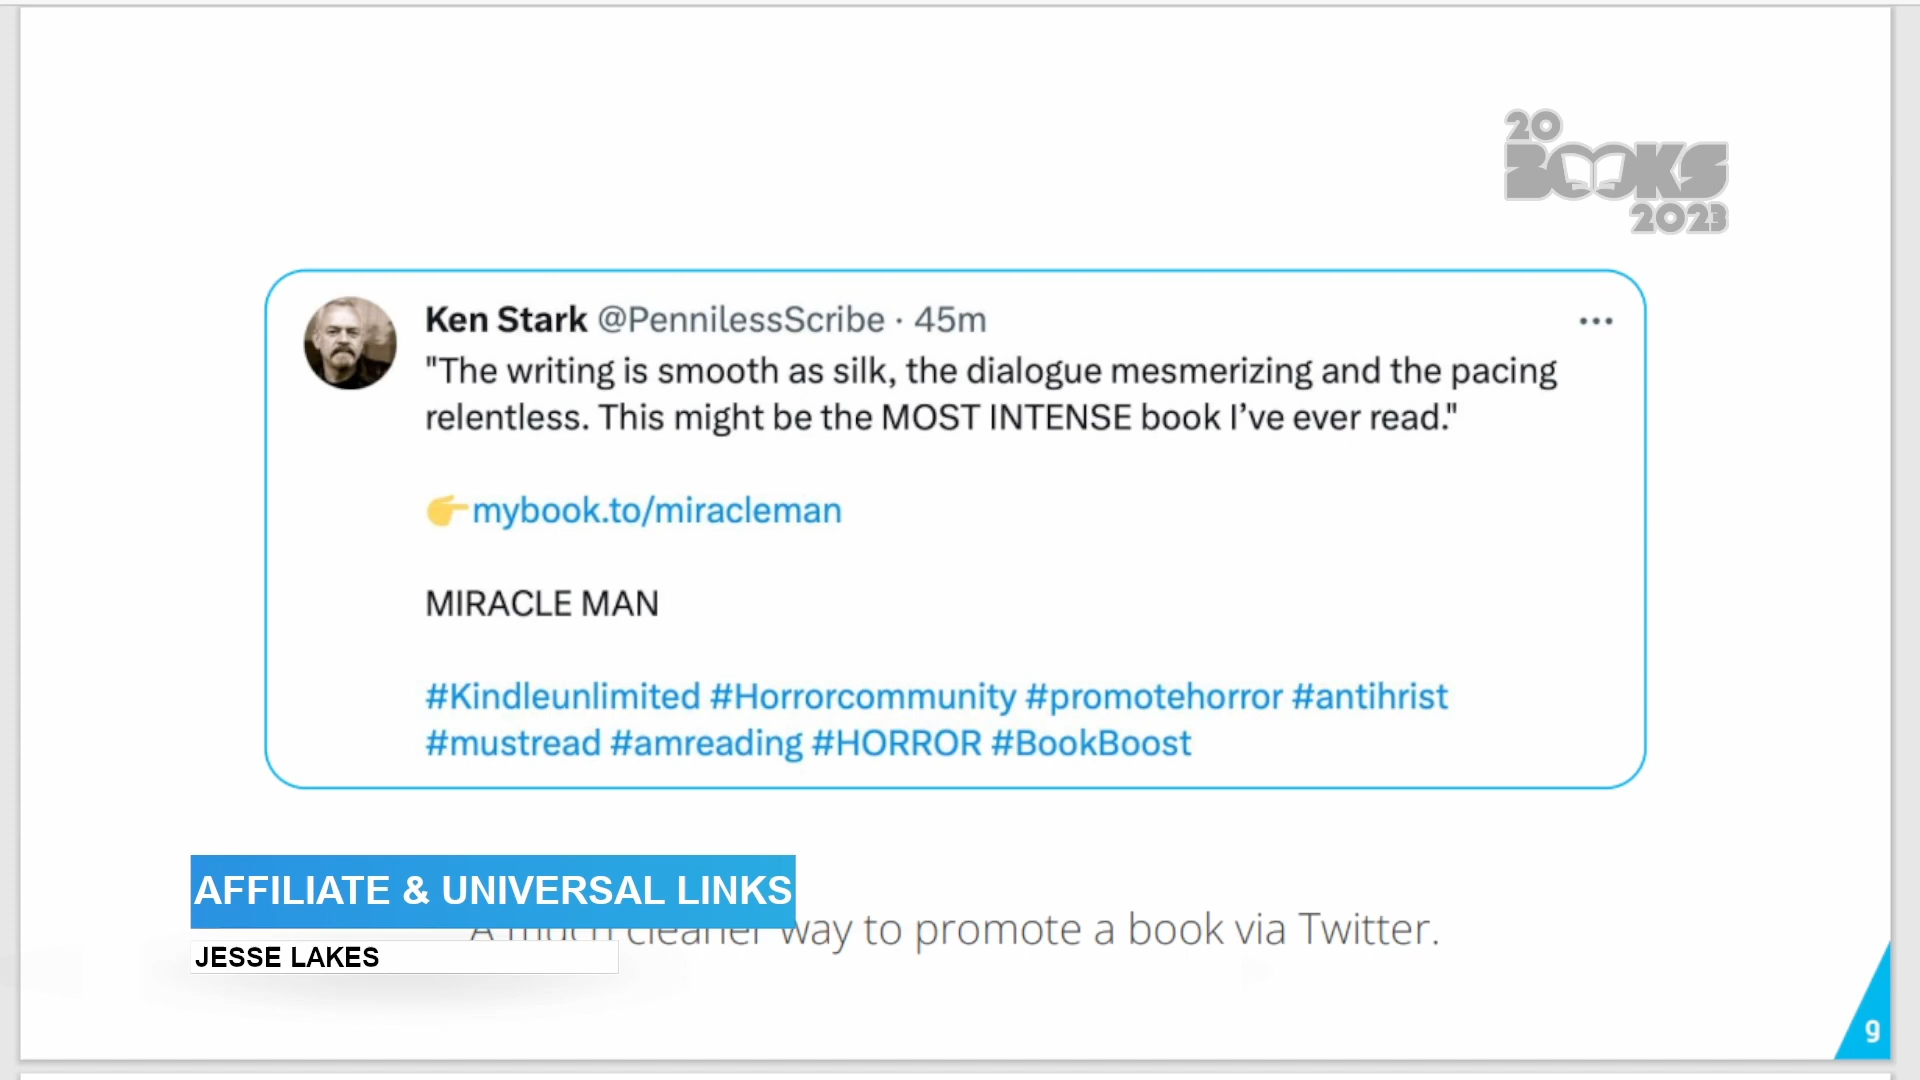 20
BOOKS
2023
Ken Stark @PennilessScribe · 45m
"The writing is smooth as silk, the dialogue mesmerizing and the pacing
relentless. This might be the MOST INTENSE book I’ve ever read."
👉mybook.to/miracleman
MIRACLE MAN
#Kindleunlimited #Horrorcommunity #promotehorror #antihrist
#mustread #amreading #HORROR #BookBoost
AFFILIATE & UNIVERSAL LINKS
A much cleaner way to promote a book via Twitter.
JESSE LAKES
9